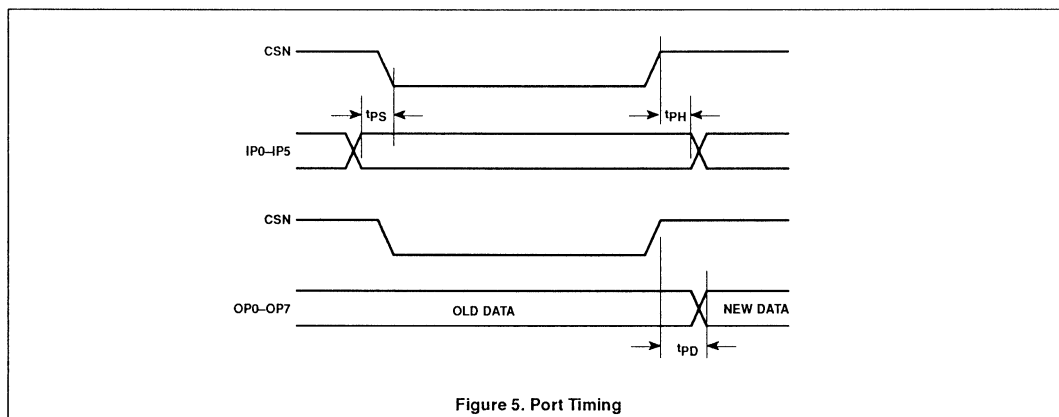 CSN
tPS
tPH
IP0–IP5
CSN
OP0–OP7
OLD DATA
NEW DATA
tPD
Figure 5. Port Timing